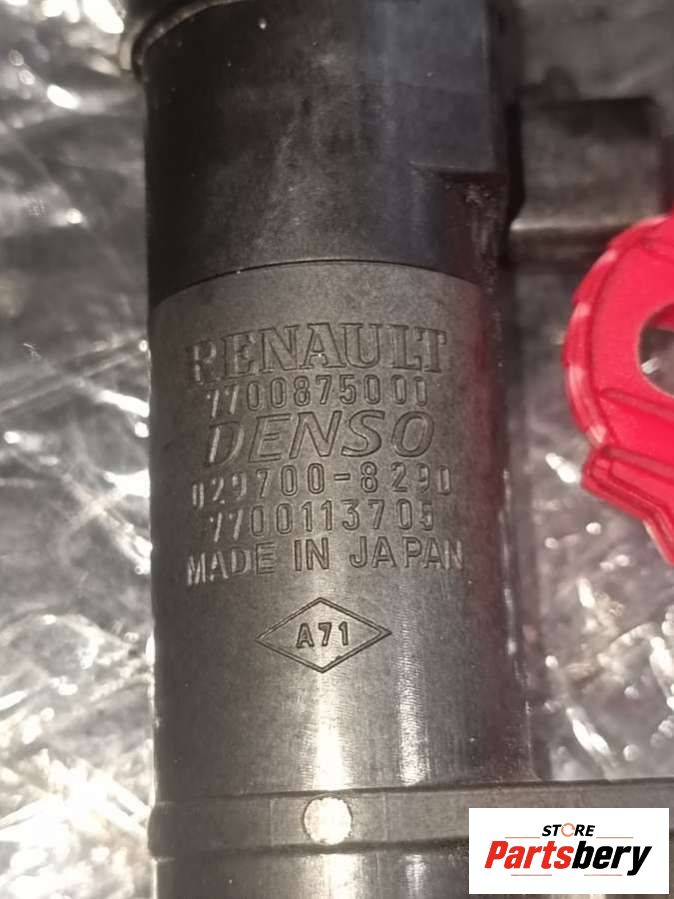 RENAULT
7700875000
DENSO
029700-8290
7700113705
MADE IN JAPAN
A71
STORE
Partsbery